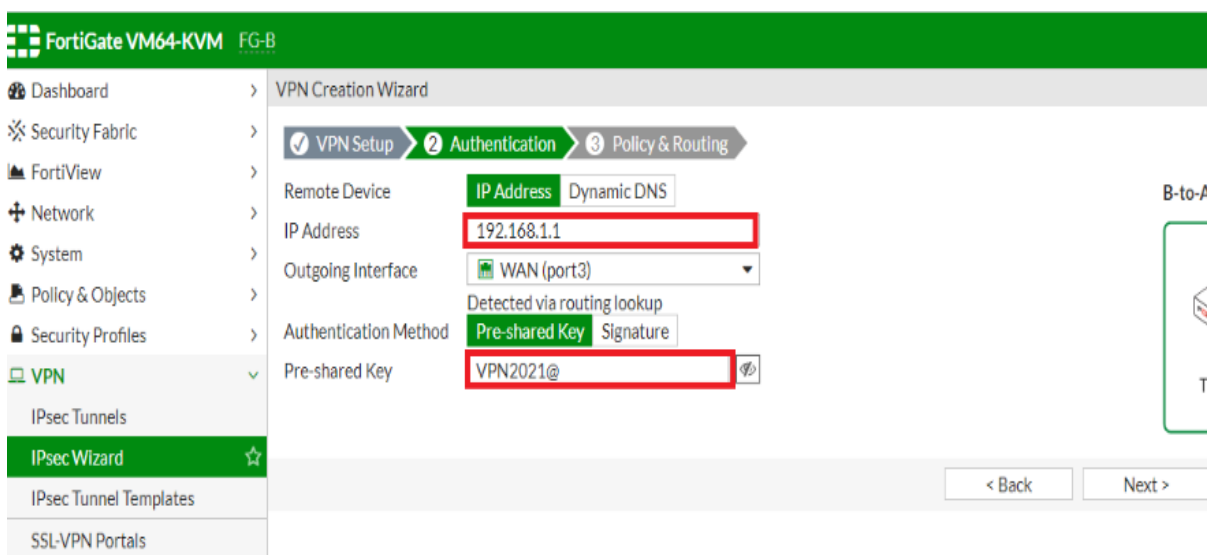 FortiGate VM64-KVM FG-B
Dashboard
Security Fabric
FortiView
Network
System
Policy & Objects
Security Profiles
VPN
IPsec Tunnels
IPsec Wizard
IPsec Tunnel Templates
SSL-VPN Portals
VPN Creation Wizard
VPN Setup 2 Authentication 3 Policy & Routing
Remote Device IP Address Dynamic DNS
IP Address 192.168.1.1
Outgoing Interface WAN (port3)
Detected via routing lookup
Authentication Method Pre-shared Key Signature
Pre-shared Key VPN2021@
B-to-A
T
< Back Next >